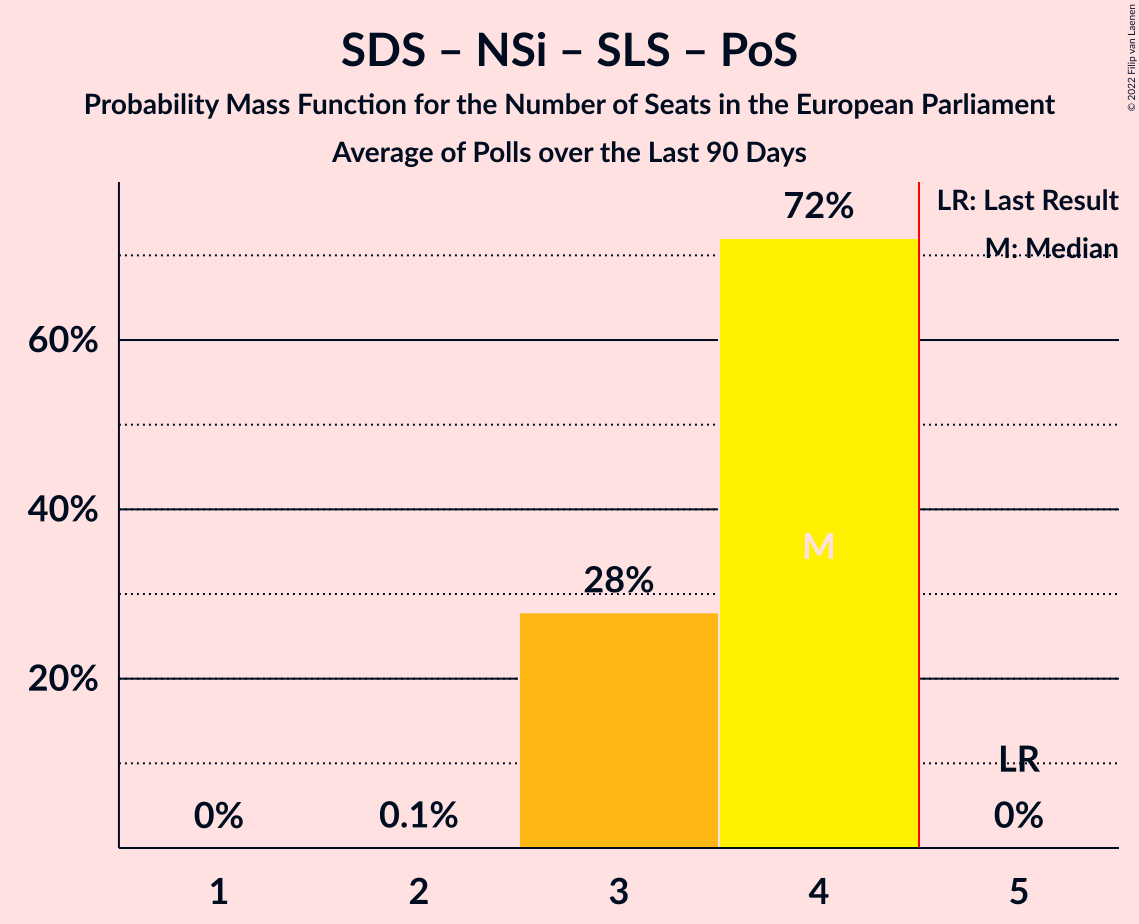 SDS – NSi – SLS – PoS
Probability Mass Function for the Number of Seats in the European Parliament
Average of Polls over the Last 90 Days
© 2022 Filip van Laenen
LR: Last Result
M: Median
72%
60%
40%
M
28%
20%
LR
0%
0.1%
0%
1
2
3
4
5